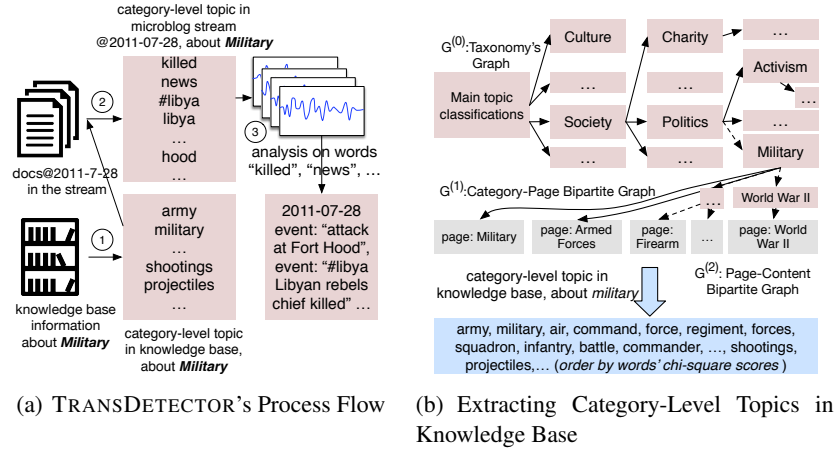 category-level topic in
microblog stream
@2011-07-28, about Military
killed
news
#libya
libya
…
hood
…
2
docs@2011-7-28
in the stream
3
analysis on words
“killed”, “news”, …
1
knowledge base
information
about Military
army
military
…
shootings
projectiles
…
category-level topic
in knowledge base,
about Military
2011-07-28
event: “attack
at Fort Hood”,
event: “#libya
Libyan rebels
chief killed” …
(a) TRANSDETECTOR’s Process Flow
G(0):Taxonomy’s
Graph
Main topic
classifications
Culture
…
Society
…
Charity
…
Politics
…
…
Activism
…
…
Military
G(1):Category-Page Bipartite Graph
…
World War II
page: Military
page: Armed
Forces
page:
Firearm
…
page: World
War II
category-level topic in
knowledge base, about military
G(2): Page-Content
Bipartite Graph
army, military, air, command, force, regiment, forces,
squadron, infantry, battle, commander, …, shootings,
projectiles,… (order by words’ chi-square scores )
(b) Extracting Category-Level Topics in
Knowledge Base